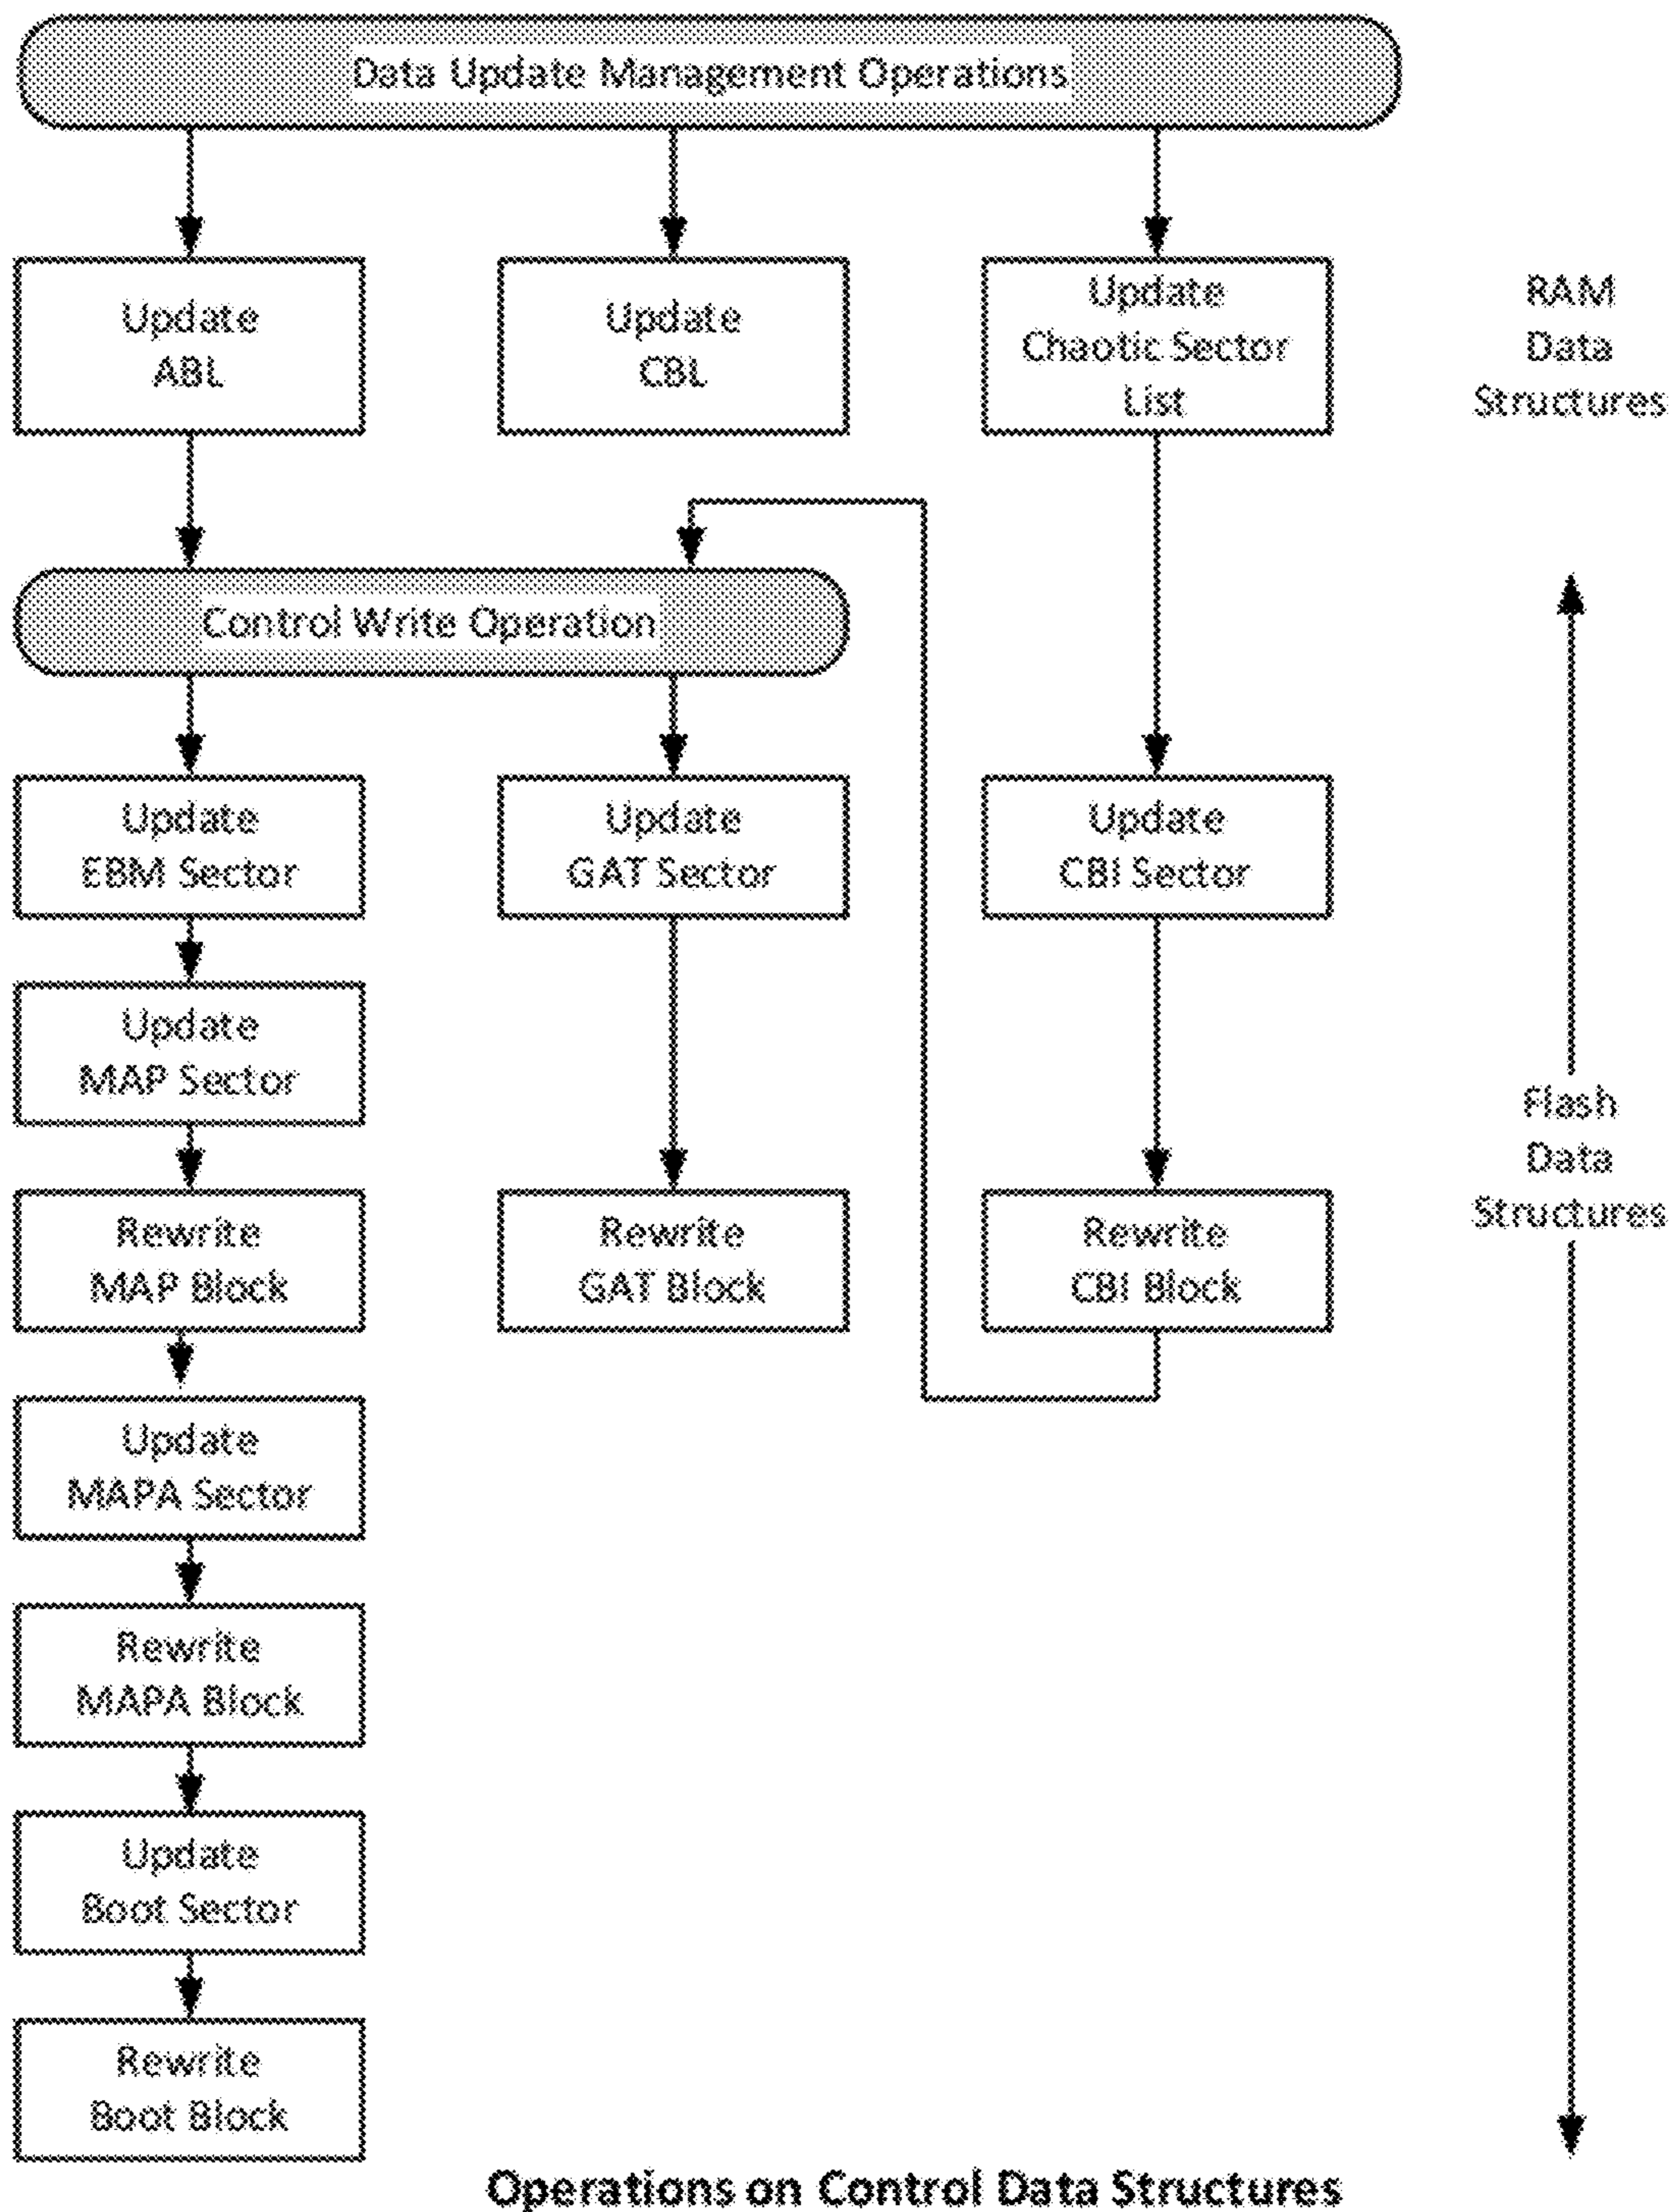 Data Update Management Operations
Update
ABL
Update
CBL
Update
Chaotic Sector
List
RAM
Data
Structures
Control Write Operation
Update
EBM Sector
Update
GAT Sector
Update
CBI Sector
Update
MAP Sector
Flash
Data
Structures
Rewrite
MAP Block
Rewrite
GAT Block
Rewrite
CBI Block
Update
MAPA Sector
Rewrite
MAPA Block
Update
Boot Sector
Rewrite
Boot Block
Operations on Control Data Structures